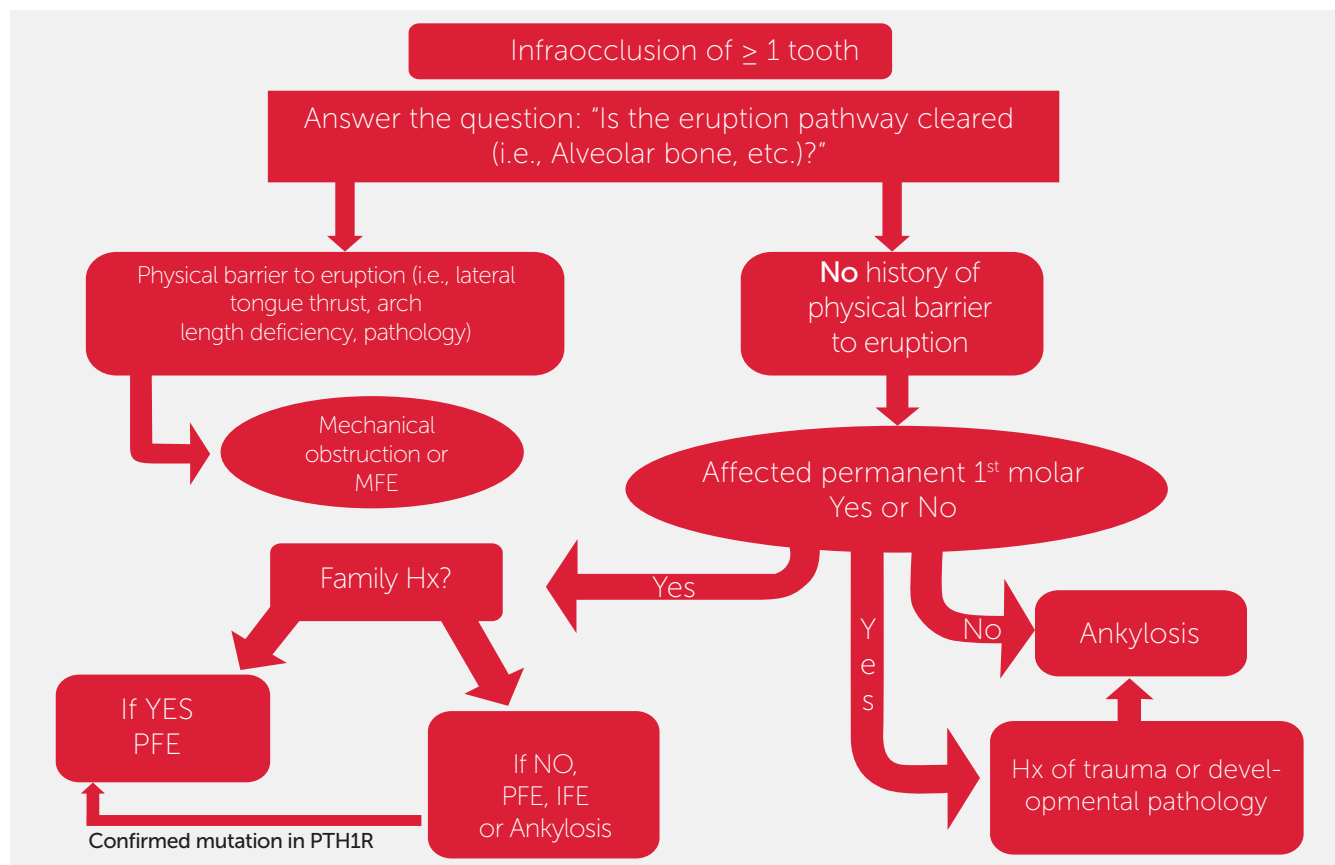 Infraocclusion of ≥ 1 tooth
Answer the question: "Is the eruption pathway cleared
(i.e., Alveolar bone, etc.)?"
Physical barrier to eruption (i.e., lateral
tongue thrust, arch
length deficiency, pathology)
No history of
physical barrier
to eruption
Mechanical
obstruction or
MFE
Affected permanent 1st molar
Yes or No
Family Hx?
Yes
Yes
No
Ankylosis
If YES
PFE
If NO,
PFE, IFE
or Ankylosis
Hx of trauma or devel-
opmental pathology
Confirmed mutation in PTH1R